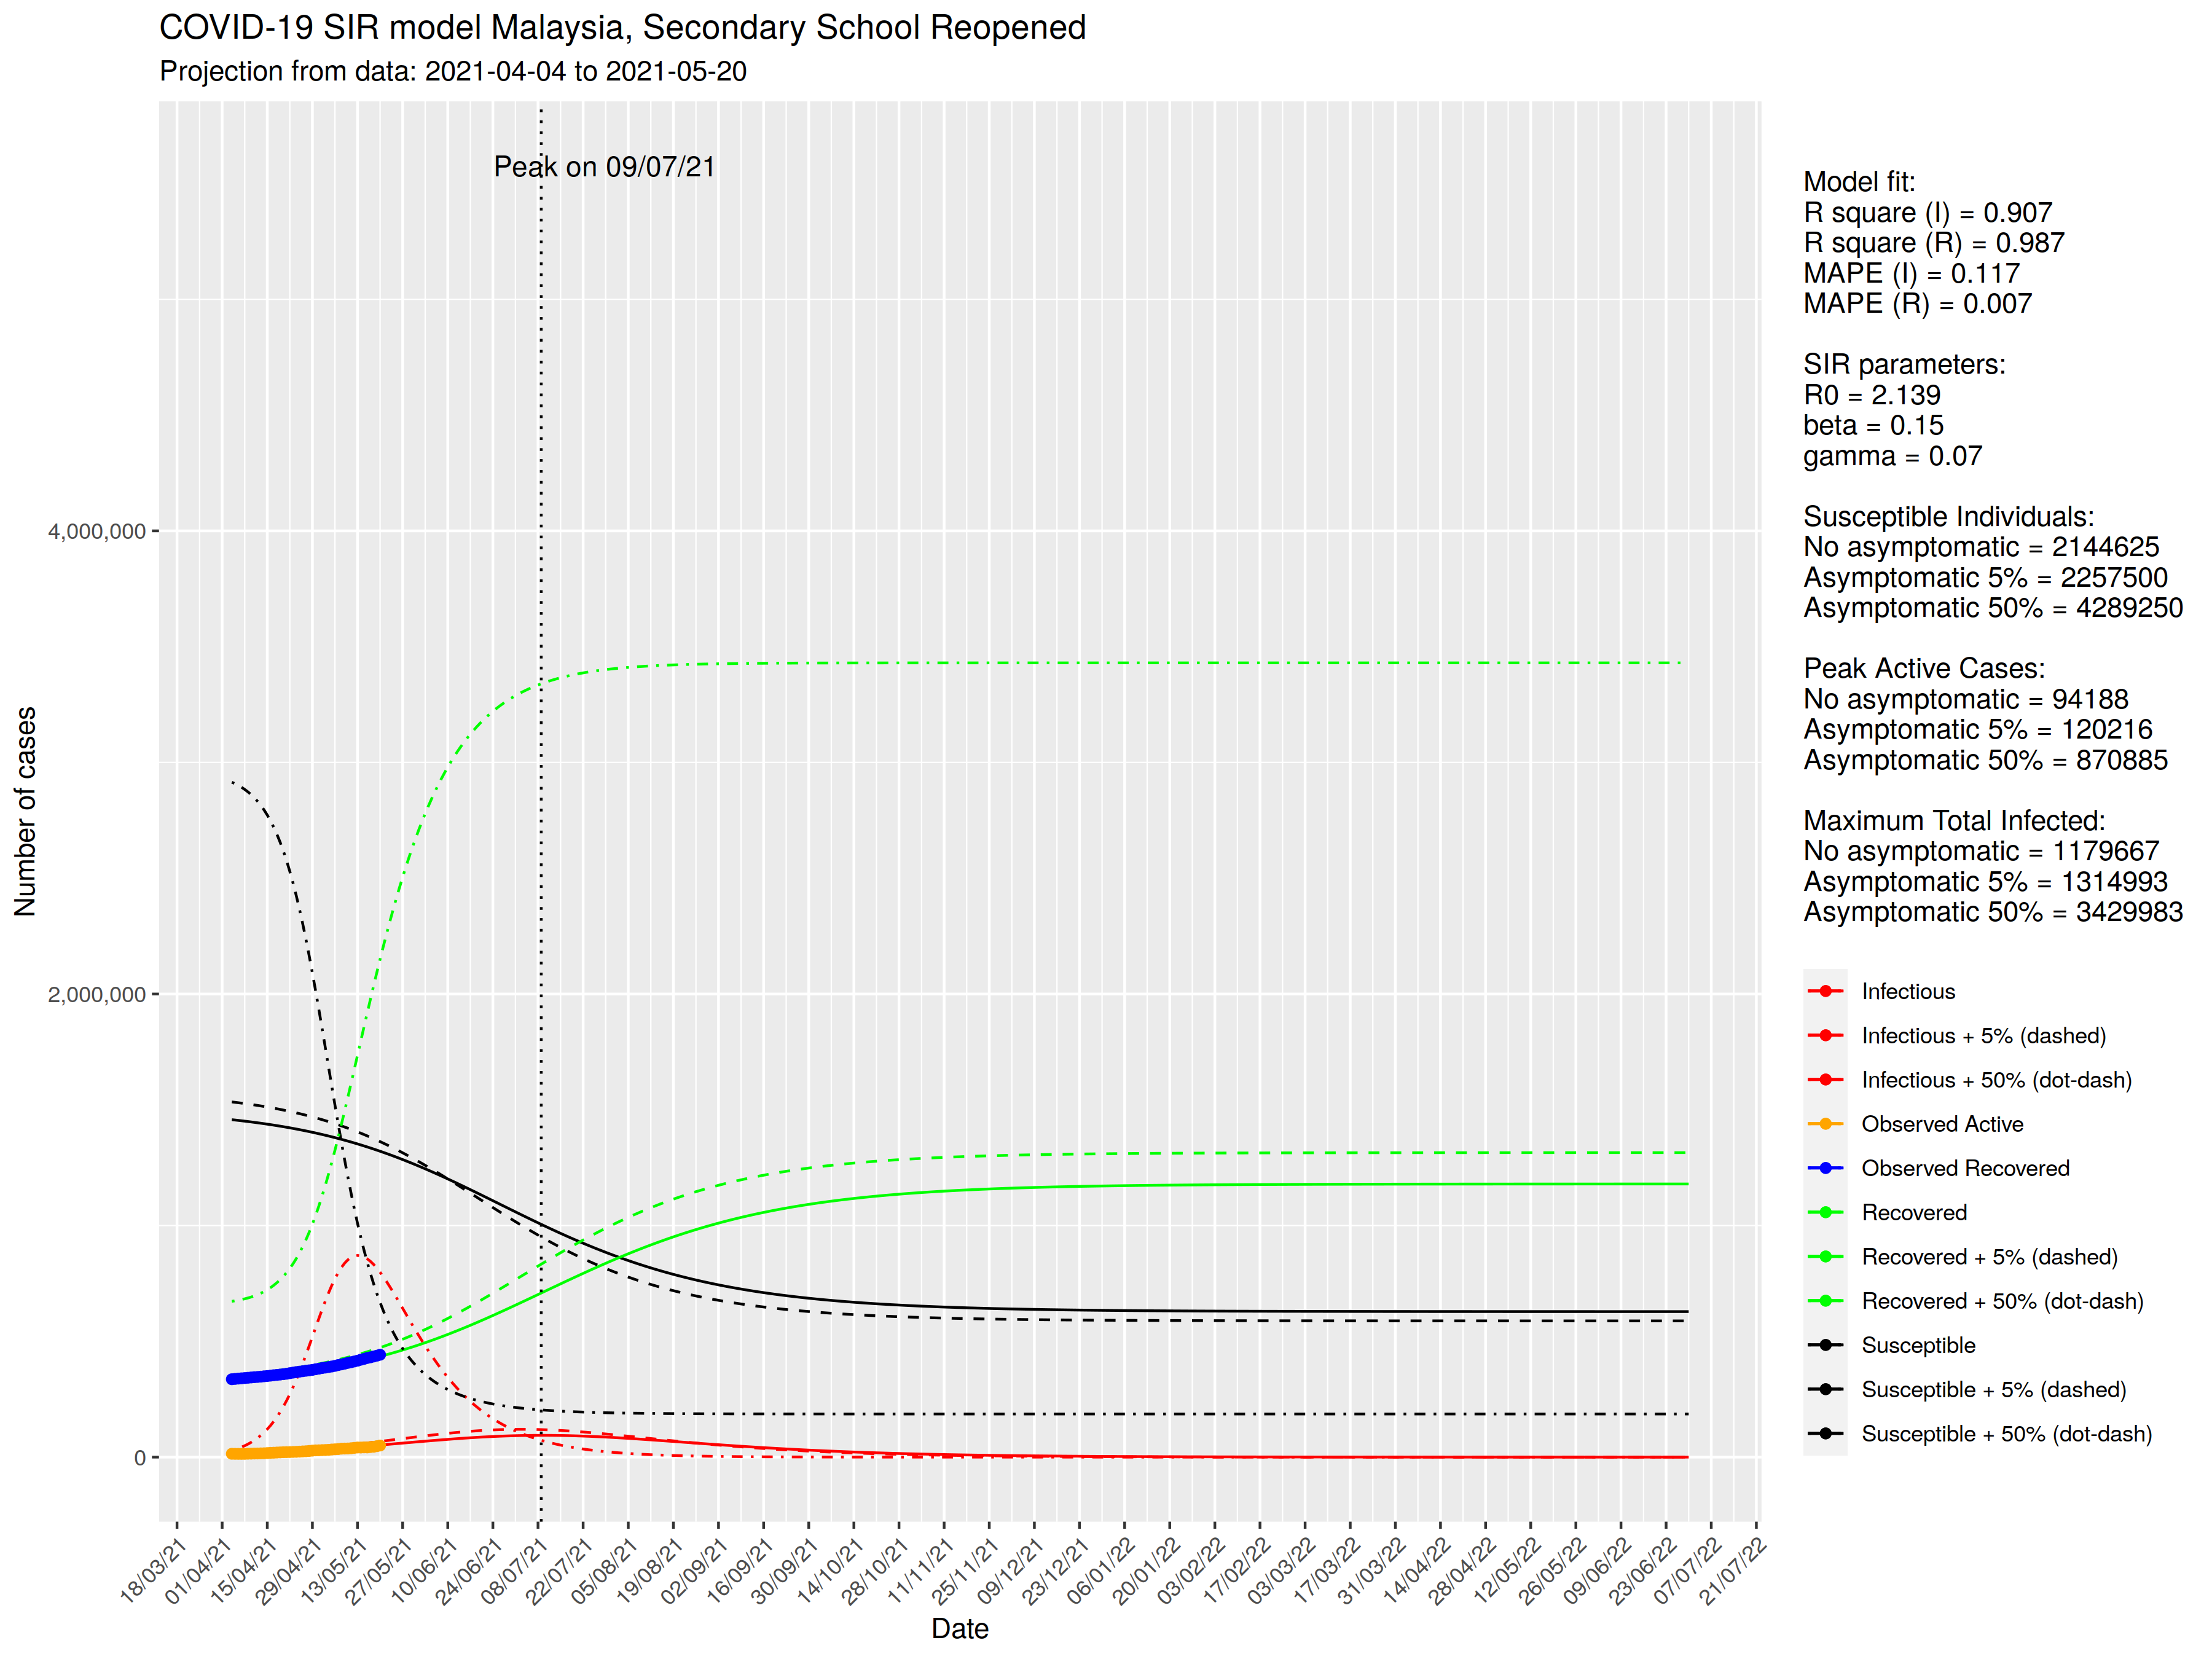 COVID-19 SIR model Malaysia, Secondary School Reopened
Projection from data: 2021-04-04 to 2021-05-20
Peak on 09/07/21
Number of cases
4,000,000
2,000,000
0
18/03/21
01/04/21
15/04/21
29/04/21
13/05/21
27/05/21
10/06/21
24/06/21
08/07/21
22/07/21
05/08/21
19/08/21
02/09/21
16/09/21
30/09/21
14/10/21
28/10/21
11/11/21
25/11/21
09/12/21
23/12/21
06/01/22
20/01/22
03/02/22
17/02/22
03/03/22
17/03/22
31/03/22
14/04/22
28/04/22
12/05/22
26/05/22
09/06/22
23/06/22
07/07/22
21/07/22
Date
Model fit:
R square (I) = 0.907
R square (R) = 0.987
MAPE (I) = 0.117
MAPE (R) = 0.007
SIR parameters:
R0 = 2.139
beta = 0.15
gamma = 0.07
Susceptible Individuals:
No asymptomatic = 2144625
Asymptomatic 5% = 2257500
Asymptomatic 50% = 4289250
Peak Active Cases:
No asymptomatic = 94188
Asymptomatic 5% = 120216
Asymptomatic 50% = 870885
Maximum Total Infected:
No asymptomatic = 1179667
Asymptomatic 5% = 1314993
Asymptomatic 50% = 3429983
Infectious
Infectious + 5% (dashed)
Infectious + 50% (dot-dash)
Observed Active
Observed Recovered
Recovered
Recovered + 5% (dashed)
Recovered + 50% (dot-dash)
Susceptible
Susceptible + 5% (dashed)
Susceptible + 50% (dot-dash)